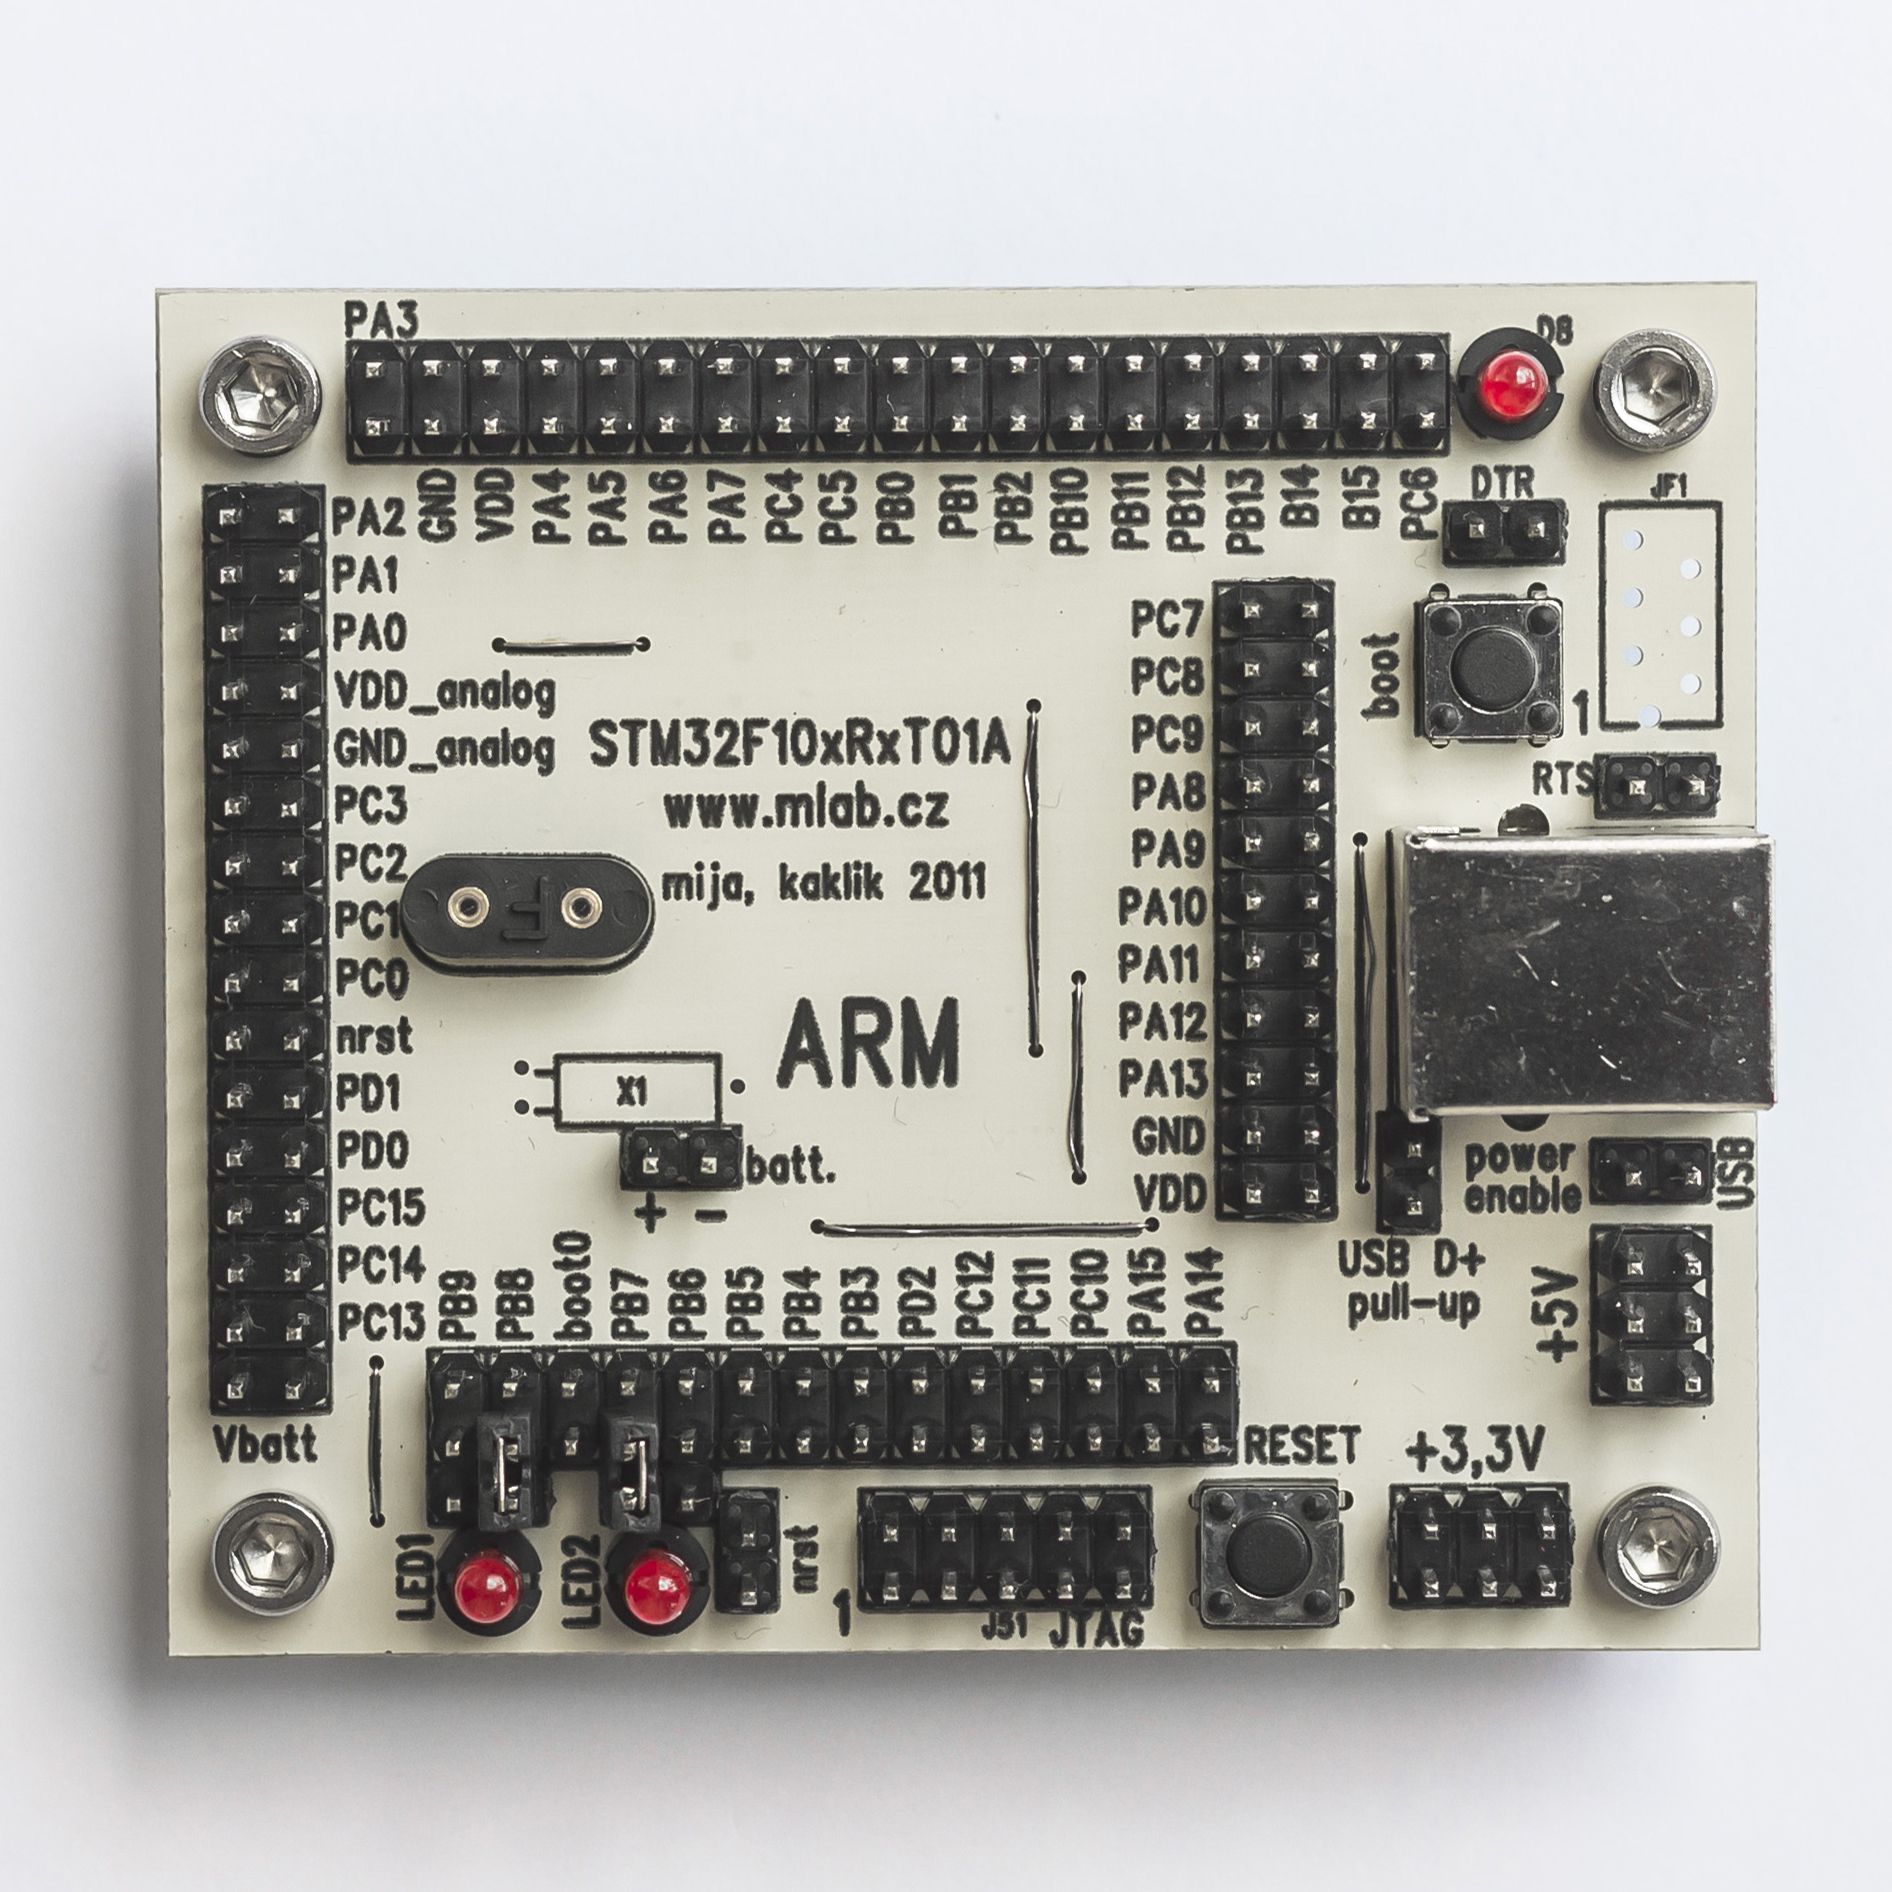 PA3
D8
GND
VDD
PA4
PA5
PA6
PA7
PC4
PC5
PB0
PB1
PB2
PB10
PB11
PB12
PB13
B14
B15
PC6
DTR
JF1
PA2
PA1
PA0
VDD_analog
GND_analog
PC3
PC2
PC1
PC0
nrst
PD1
PD0
PC15
PC14
PC13
Vbatt
STM32F10xRxT01A
www.mlab.cz
mija, kaklik 2011
ARM
X1
batt.
+ -
PC7
PC8
PC9
PA8
PA9
PA10
PA11
PA12
PA13
GND
VDD
boot
1
RTS
power
enable
USB
USB D+
pull-up
+5V
PB9
PB8
boot0
PB7
PB6
PB5
PB4
PB3
PD2
PC12
PC11
PC10
PA15
PA14
RESET
+3,3V
LED1
LED2
nrst
1
J51 JTAG